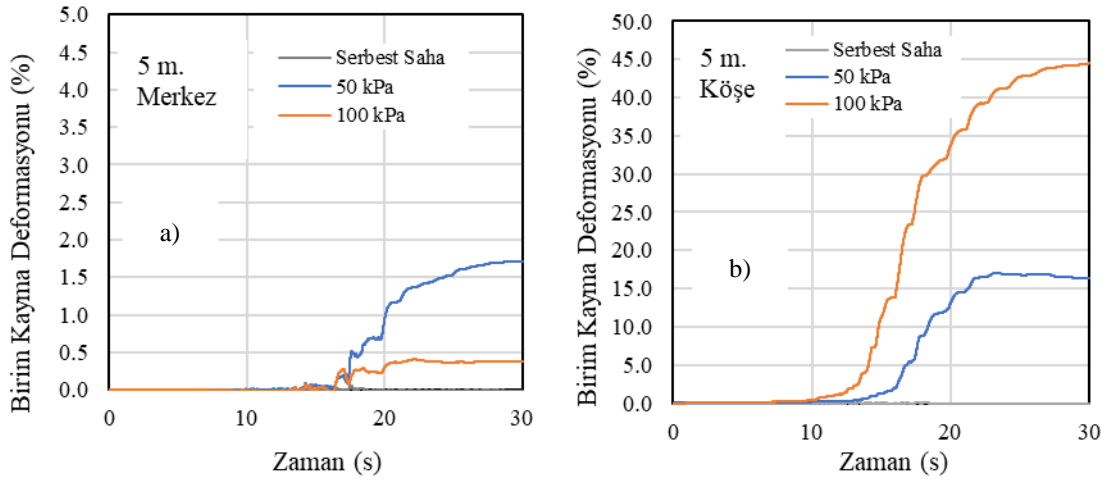 Birim Kayma Deformasyonu (%)
5.0
4.5
4.0
3.5
3.0
2.5
2.0
1.5
1.0
0.5
0.0
5 m.
Merkez
Serbest Saha
50 kPa
100 kPa
a)
0
10
20
30
Zaman (s)
Birim Kayma Deformasyonu (%)
50.0
45.0
40.0
35.0
30.0
25.0
20.0
15.0
10.0
5.0
0.0
5 m.
Köşe
Serbest Saha
50 kPa
100 kPa
b)
0
10
20
30
Zaman (s)